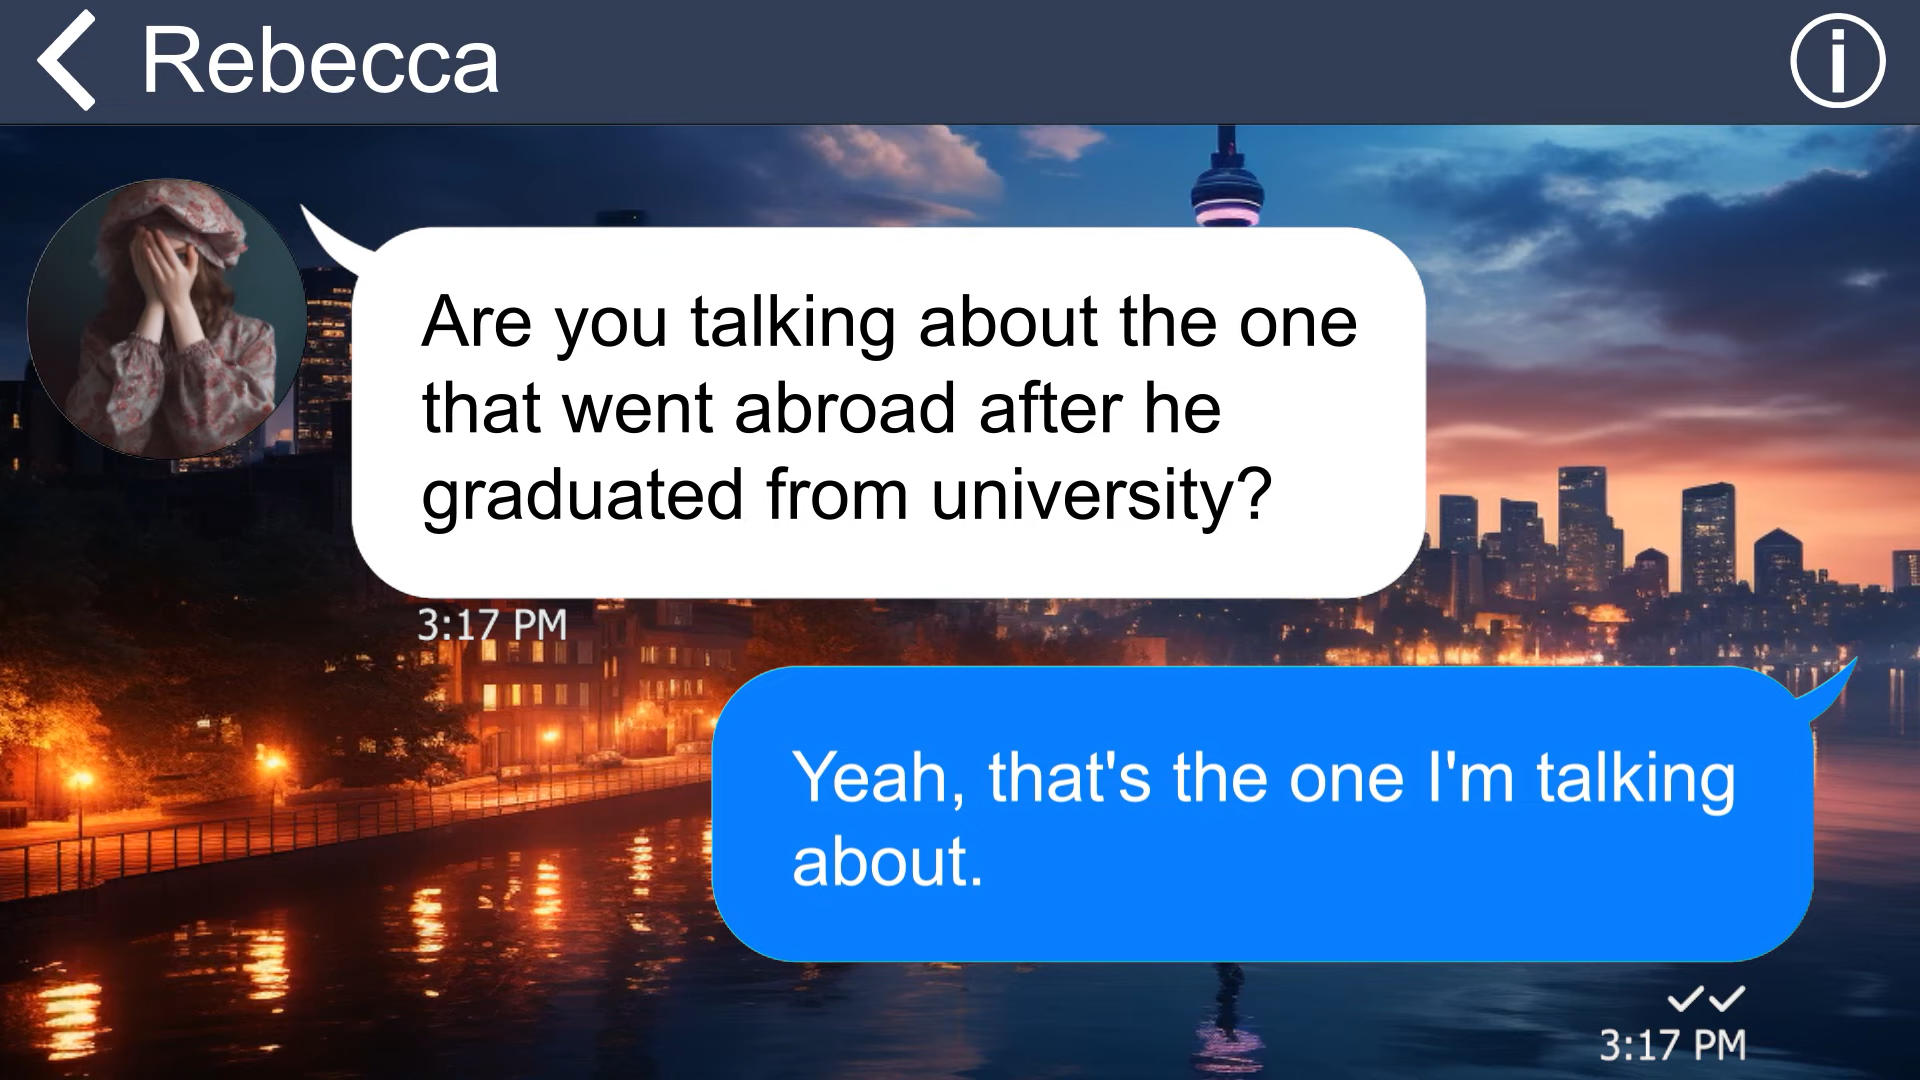 Rebecca
Are you talking about the one
that went abroad after he
graduated from university?
3:17 PM
Yeah, that's the one I'm talking
about.
3:17 PM